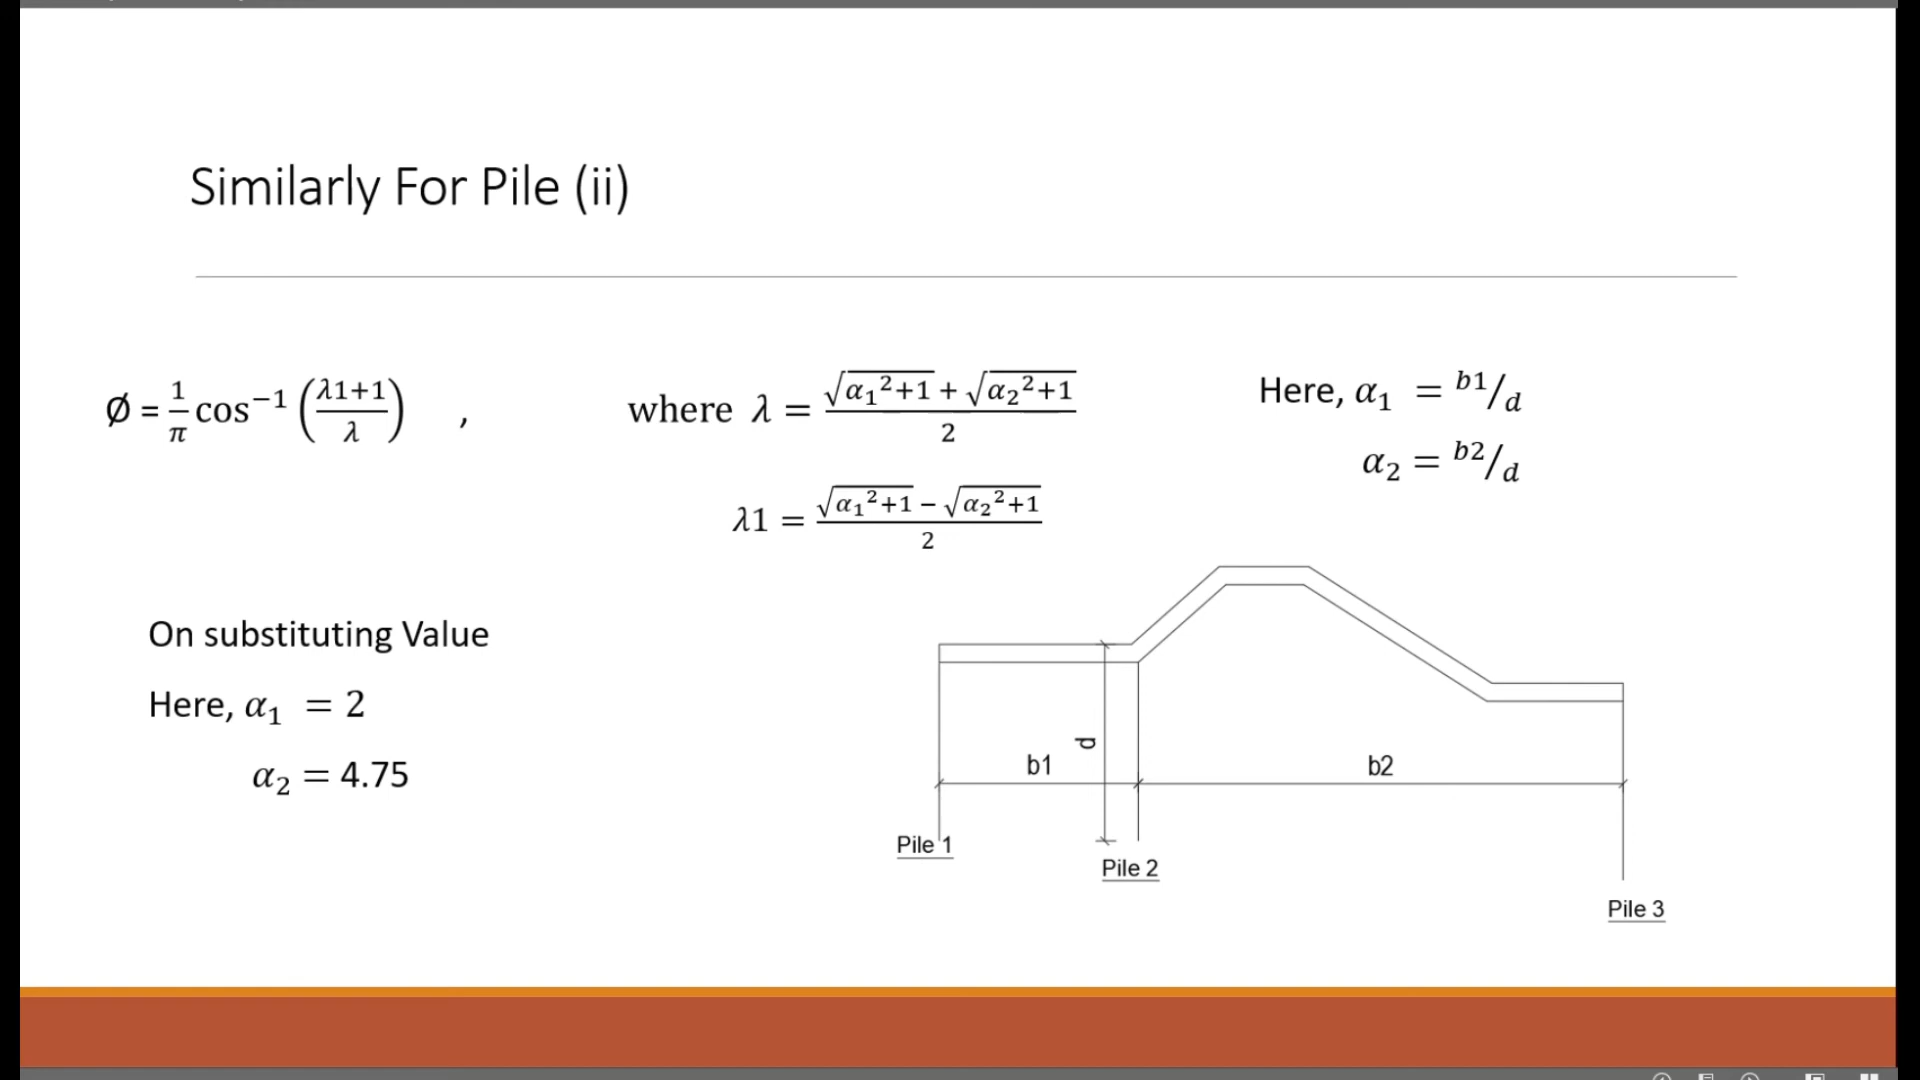 Similarly For Pile (ii)
Ø = 1/π cos⁻¹ ((λ1+1)/λ) ,
where λ = (√(α₁²+1) + √(α₂²+1))/2
λ1 = (√(α₁²+1) − √(α₂²+1))/2
Here, α₁ = b1/d
α₂ = b2/d
On substituting Value
Here, α₁ = 2
α₂ = 4.75
d
b1
b2
Pile 1
Pile 2
Pile 3